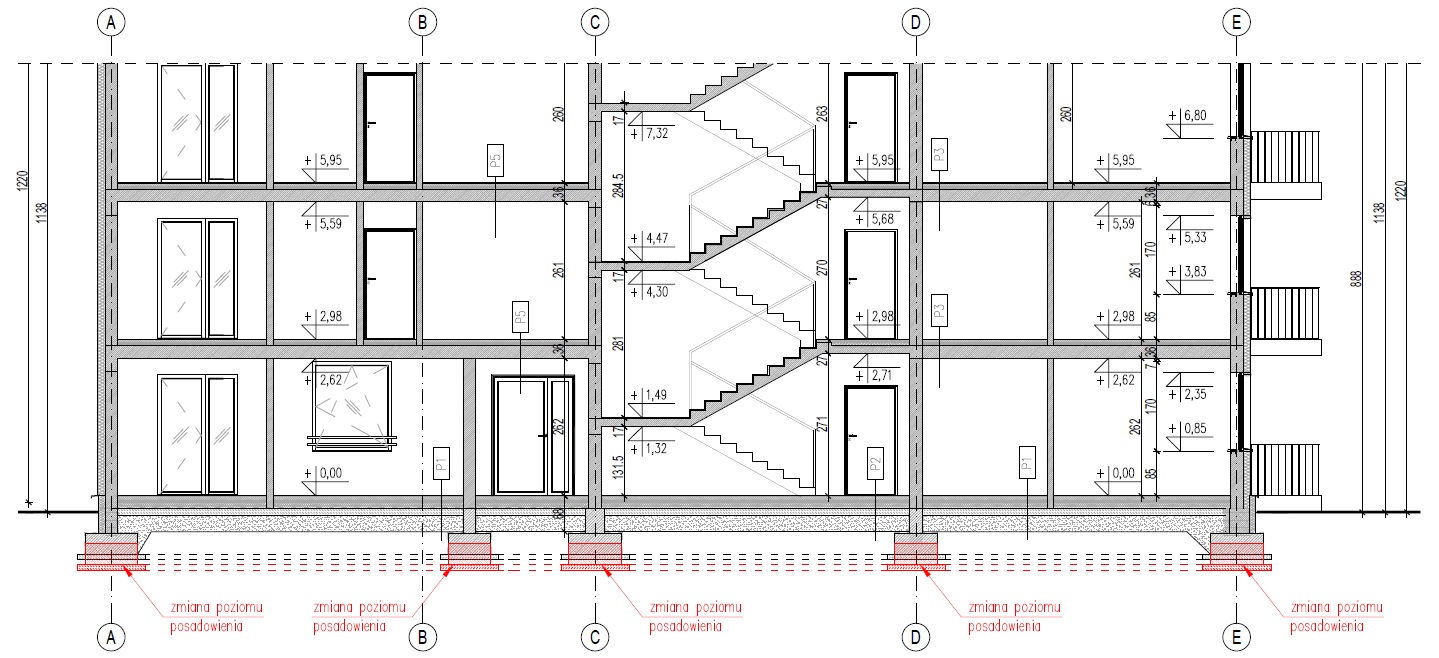 A B C D E
260
263
260
+ 6,80
17
+ 7,32
+ 5,95
P5
+ 5,95
P3
+ 5,95
1220
1138
284.5
1138
1220
36
36
27
+ 5,59
+ 5,68
+ 5,59
+ 5,33
+ 4,47
17
+ 4,30
261
270
261
170
+ 3,83
888
P5
P3
+ 2,98
+ 2,98
+ 2,98
85
281
36
36
27
+ 2,62
+ 2,71
+ 2,62
+ 2,35
+ 1,49
17
+ 1,32
262
271
262
170
+ 0,85
P1
P2
P1
+ 0,00
131.5
+ 0,00
85
68
zmiana poziomu
posadowienia
zmiana poziomu
posadowienia
zmiana poziomu
posadowienia
zmiana poziomu
posadowienia
zmiana poziomu
posadowienia
A B C D E